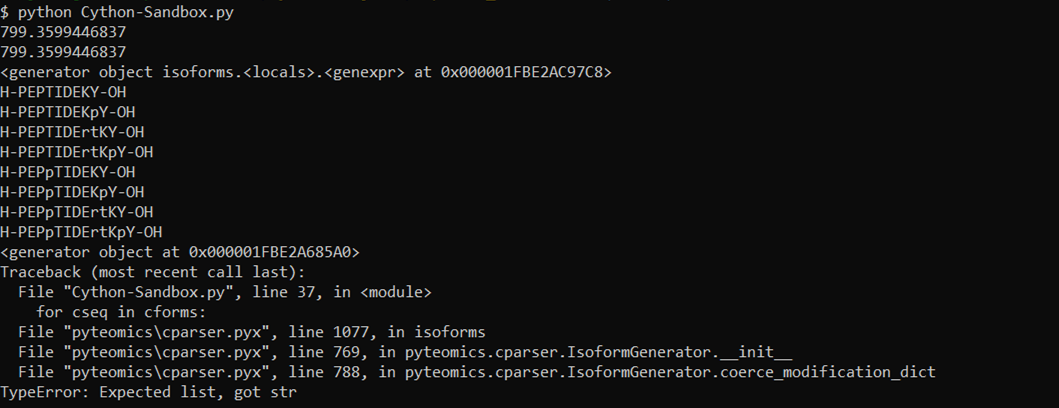 $ python Cython-Sandbox.py
799.3599446837
799.3599446837
<generator object isoforms.<locals>.<genexpr> at 0x000001FBE2AC97C8>
H-PEPTIDEKY-OH
H-PEPTIDEKpY-OH
H-PEPTIDErtKY-OH
H-PEPTIDErtKpY-OH
H-PEPpTIDEKY-OH
H-PEPpTIDEKpY-OH
H-PEPpTIDErtKY-OH
H-PEPpTIDErtKpY-OH
<generator object at 0x000001FBE2A685A0>
Traceback (most recent call last):
  File "Cython-Sandbox.py", line 37, in <module>
    for cseq in cforms:
  File "pyteomics\cparser.pyx", line 1077, in isoforms
  File "pyteomics\cparser.pyx", line 769, in pyteomics.cparser.IsoformGenerator.__init__
  File "pyteomics\cparser.pyx", line 788, in pyteomics.cparser.IsoformGenerator.coerce_modification_dict
TypeError: Expected list, got str